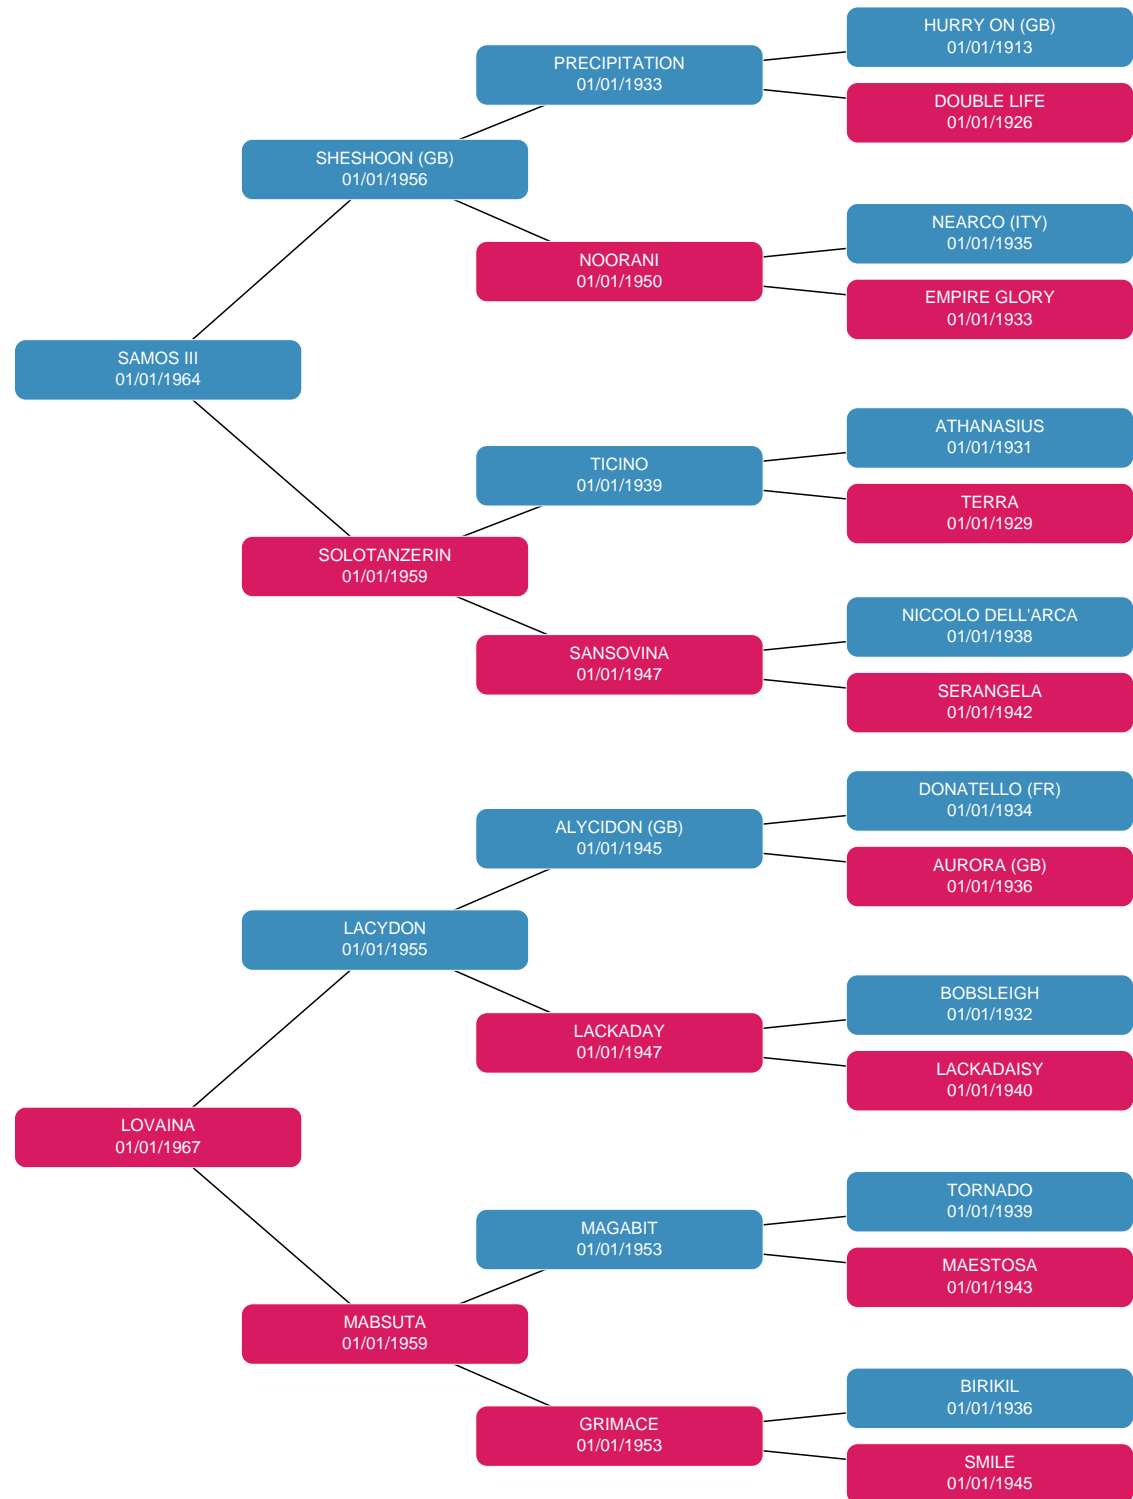 HURRY ON (GB)
01/01/1913
PRECIPITATION
01/01/1933
DOUBLE LIFE
01/01/1926
SHESHOON (GB)
01/01/1956
NEARCO (ITY)
01/01/1935
NOORANI
01/01/1950
EMPIRE GLORY
01/01/1933
SAMOS III
01/01/1964
ATHANASIUS
01/01/1931
TICINO
01/01/1939
TERRA
01/01/1929
SOLOTANZERIN
01/01/1959
NICCOLO DELL'ARCA
01/01/1938
SANSOVINA
01/01/1947
SERANGELA
01/01/1942
DONATELLO (FR)
01/01/1934
ALYCIDON (GB)
01/01/1945
AURORA (GB)
01/01/1936
LACYDON
01/01/1955
BOBSLEIGH
01/01/1932
LACKADAY
01/01/1947
LACKADAISY
01/01/1940
LOVAINA
01/01/1967
TORNADO
01/01/1939
MAGABIT
01/01/1953
MAESTOSA
01/01/1943
MABSUTA
01/01/1959
BIRIKIL
01/01/1936
GRIMACE
01/01/1953
SMILE
01/01/1945